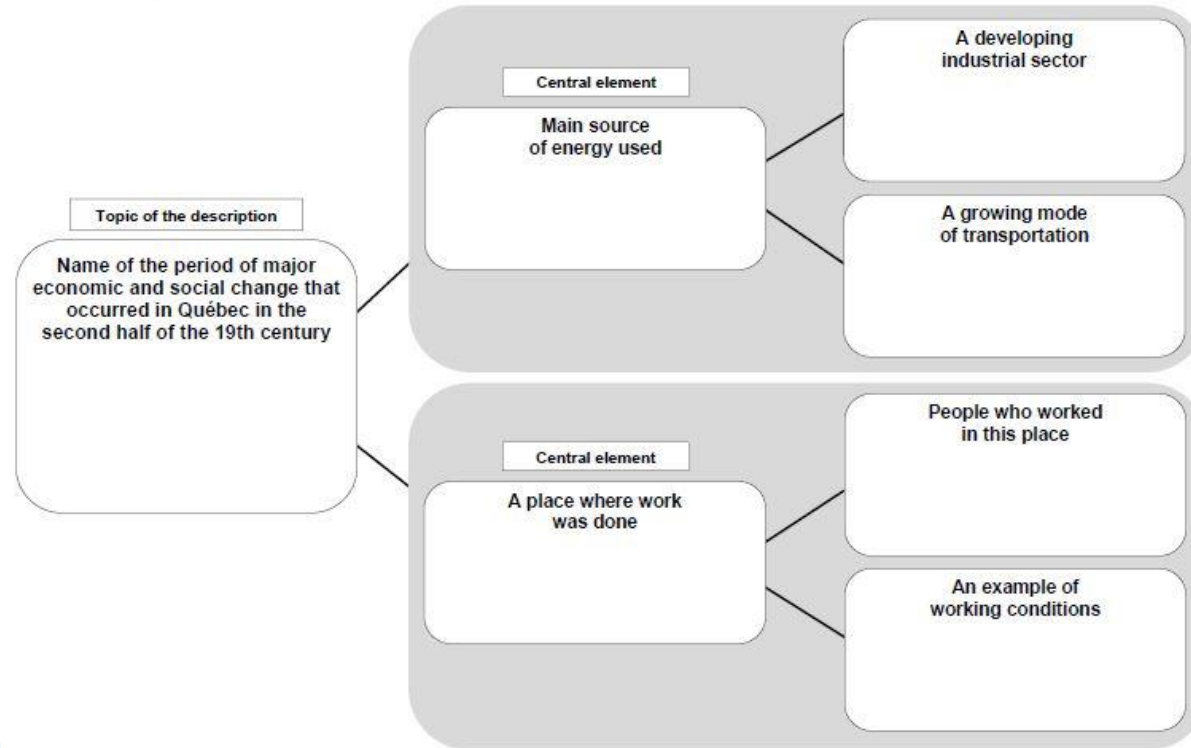 Topic of the description
Name of the period of major
economic and social change that
occurred in Québec in the
second half of the 19th century
Central element
Main source
of energy used
A developing
industrial sector
A growing mode
of transportation
Central element
A place where work
was done
People who worked
in this place
An example of
working conditions